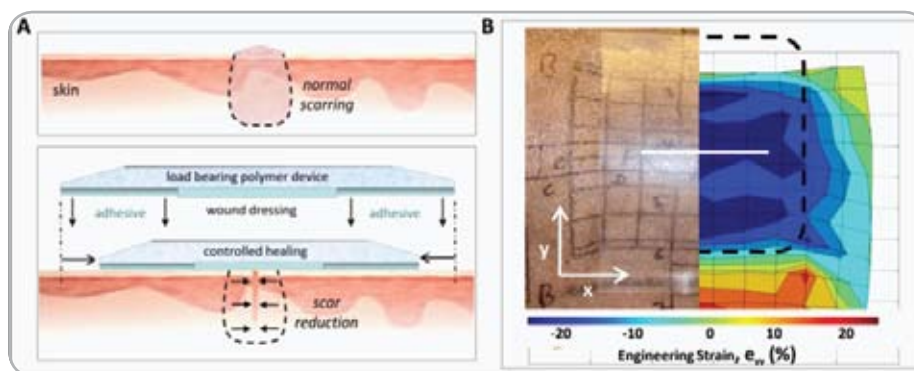 A
skin
normal
scarring
load bearing polymer device
adhesive
wound dressing
adhesive
controlled healing
scar
reduction
B
y
x
-20
-10
0
10
20
Engineering Strain, e (%)